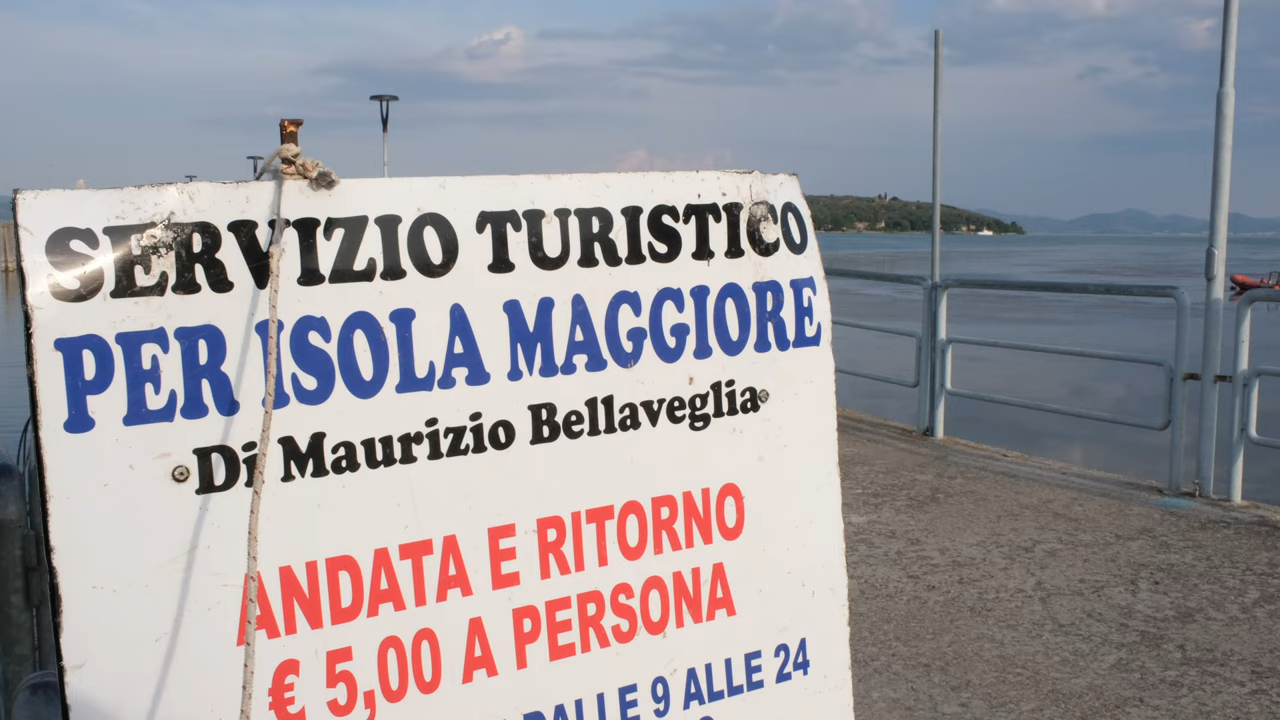 SERVIZIO TURISTICO
PER ISOLA MAGGIORE
Di Maurizio Bellaveglia
ANDATA E RITORNO
€ 5,00 A PERSONA
DALLE 9 ALLE 24